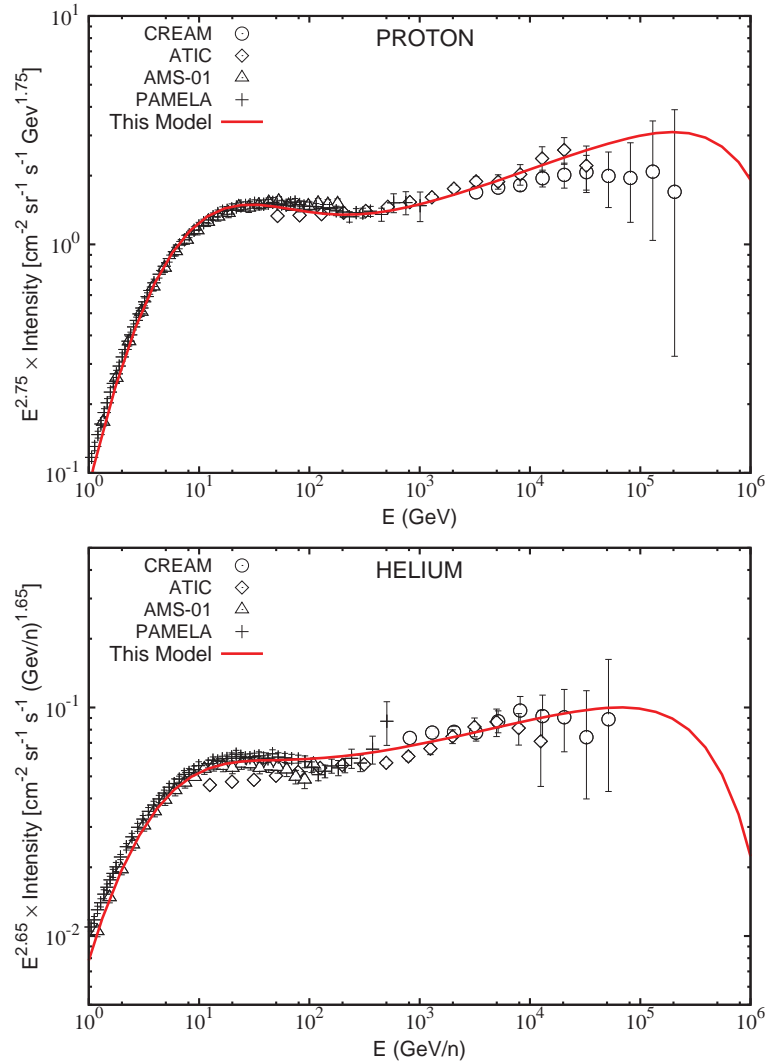 PROTON
CREAM
ATIC
AMS-01
PAMELA
This Model
E^2.75 × Intensity [cm^-2 sr^-1 s^-1 Gev^1.75]
10^1
10^0
10^-1
10^0 10^1 10^2 10^3 10^4 10^5 10^6
E (GeV)
HELIUM
CREAM
ATIC
AMS-01
PAMELA
This Model
E^2.65 × Intensity [cm^-2 sr^-1 s^-1 (Gev/n)^1.65]
10^-1
10^-2
10^0 10^1 10^2 10^3 10^4 10^5 10^6
E (GeV/n)